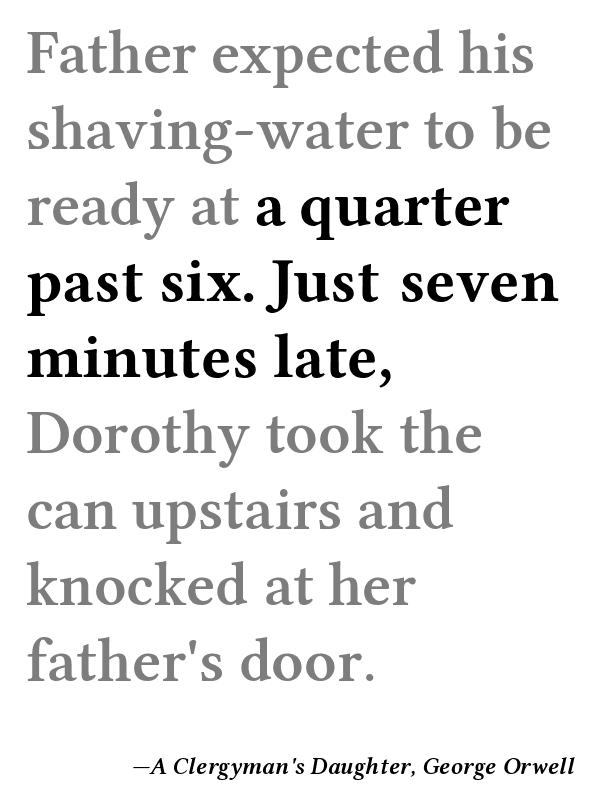 Father expected his
shaving-water to be
ready at a quarter
past six. Just seven
minutes late,
Dorothy took the
can upstairs and
knocked at her
father's door.
—A Clergyman's Daughter, George Orwell